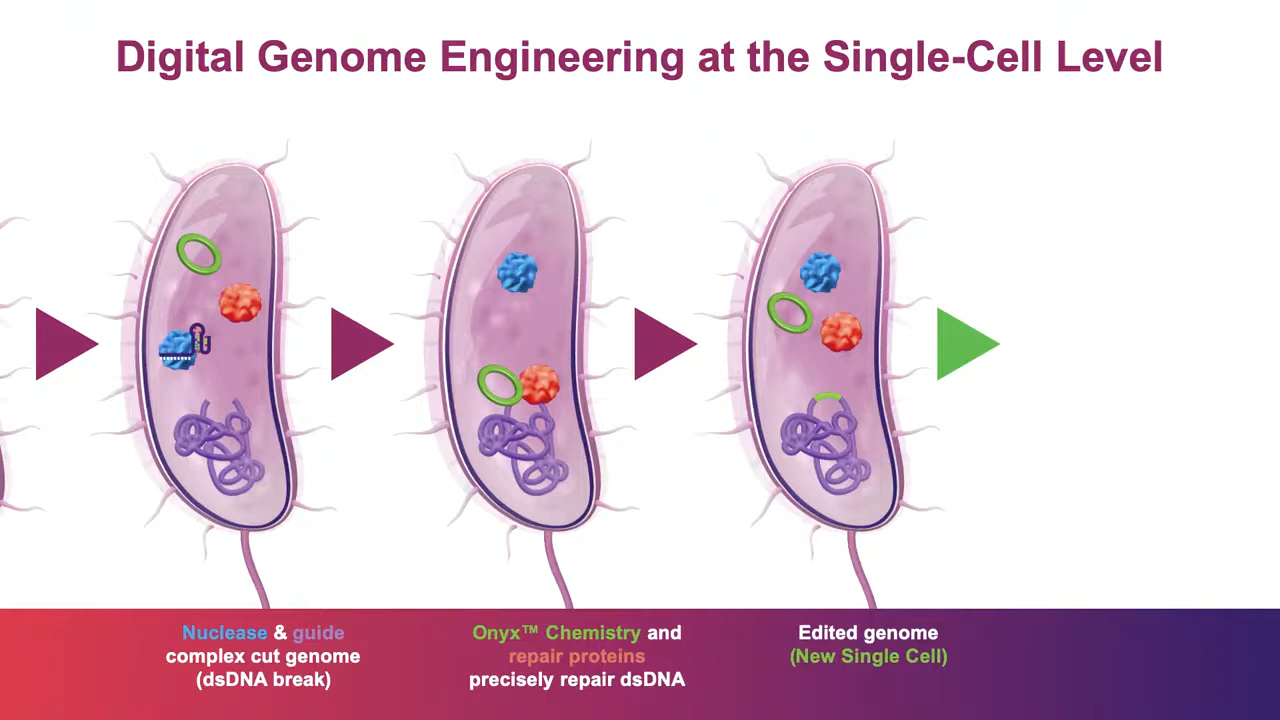 Digital Genome Engineering at the Single-Cell Level
Nuclease & guide
complex cut genome
(dsDNA break)
Onyx™ Chemistry and
repair proteins
precisely repair dsDNA
Edited genome
(New Single Cell)